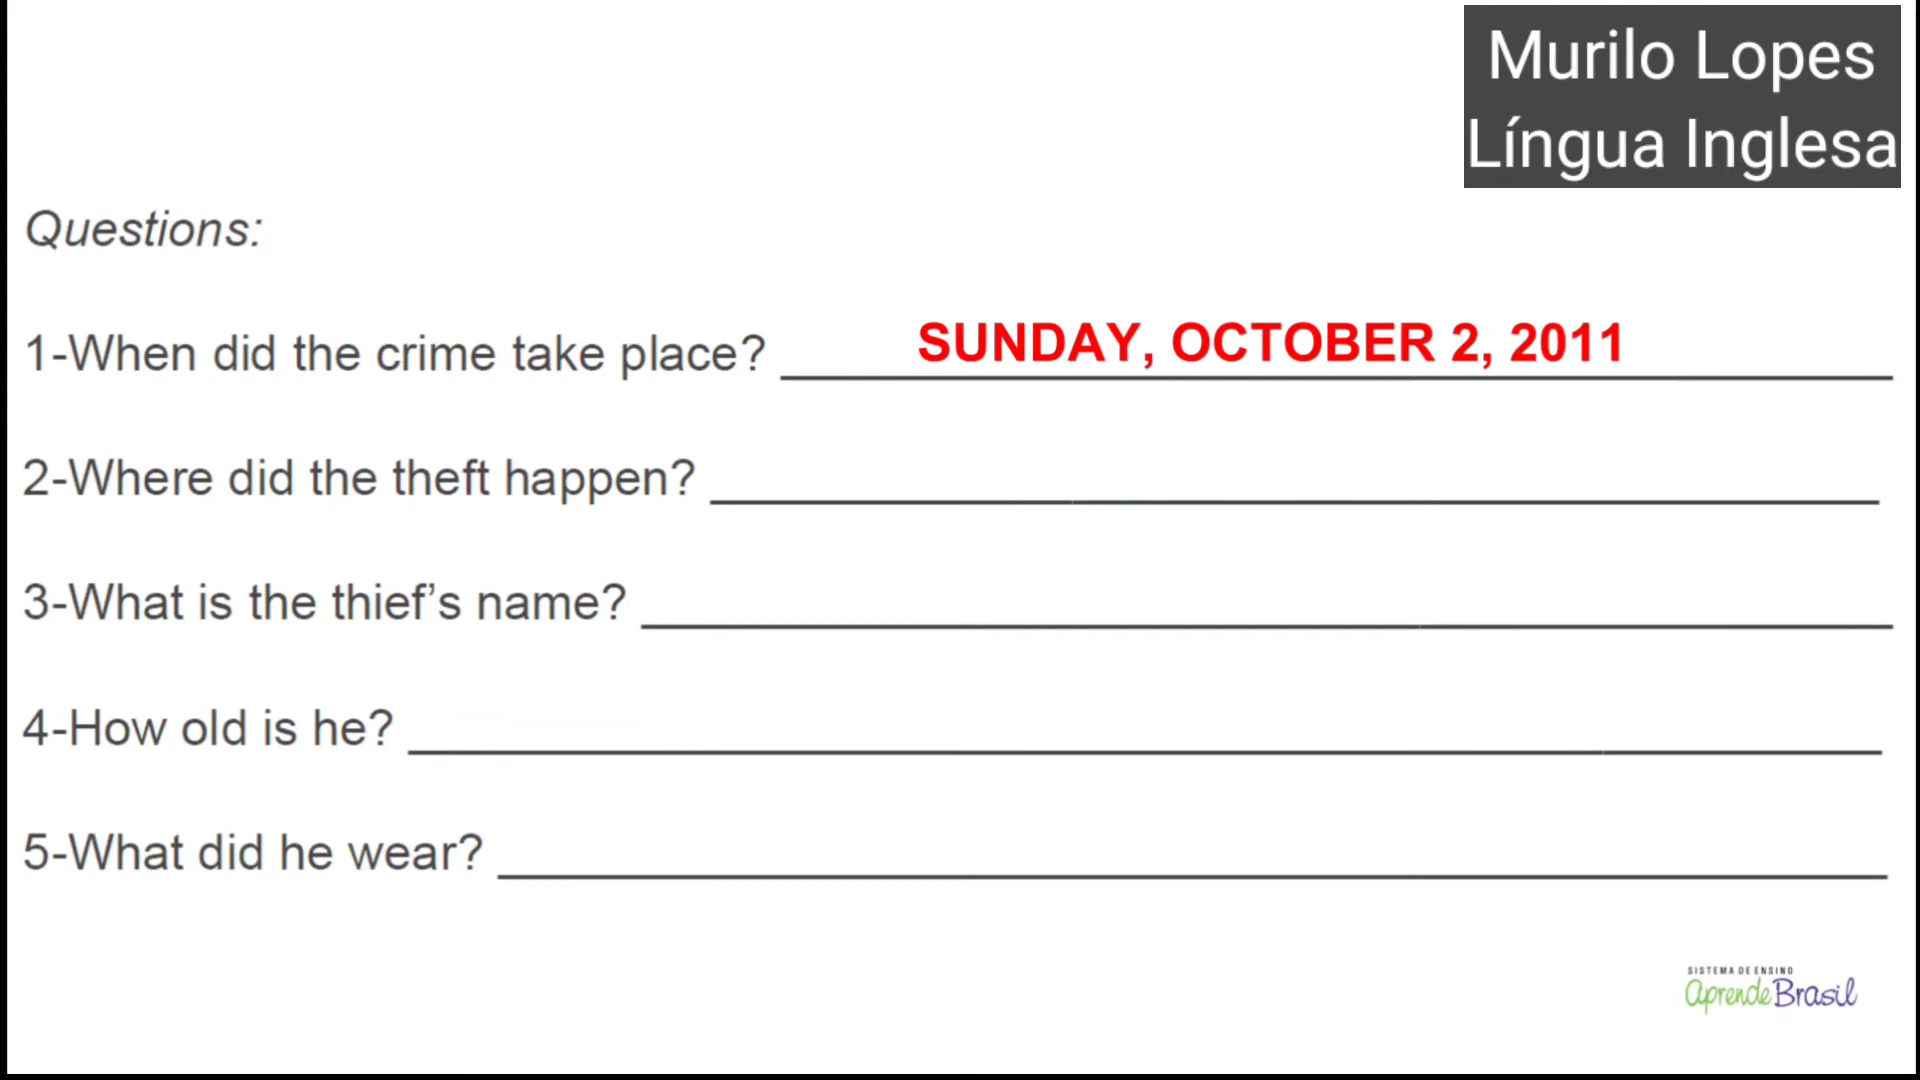 Murilo Lopes
Língua Inglesa
Questions:
1-When did the crime take place? SUNDAY, OCTOBER 2, 2011
2-Where did the theft happen?
3-What is the thief’s name?
4-How old is he?
5-What did he wear?
SISTEMA DE ENSINO
aprende Brasil